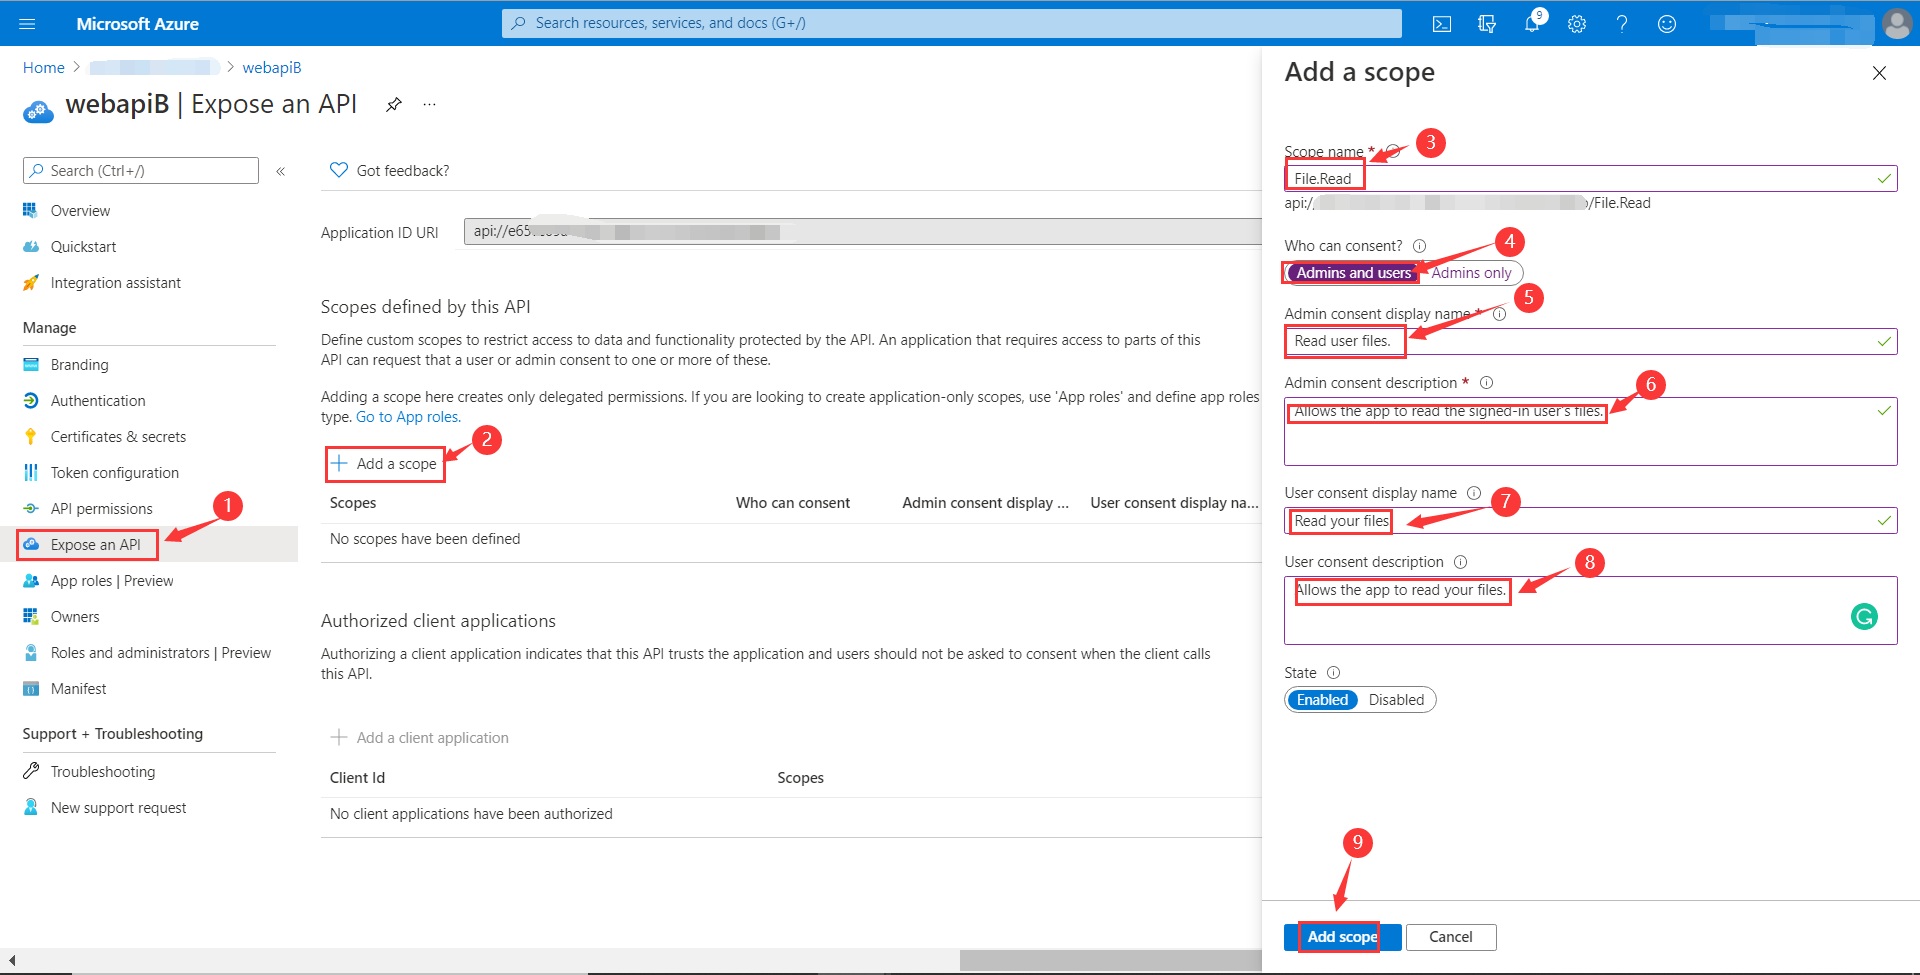 Microsoft Azure
Search resources, services, and docs (G+/)
9
Home > > webapiB
webapiB | Expose an API
...
Search (Ctrl+/)
«
Overview
Quickstart
Integration assistant
Manage
Branding
Authentication
Certificates & secrets
Token configuration
API permissions
1
Expose an API
App roles | Preview
Owners
Roles and administrators | Preview
Manifest
Support + Troubleshooting
Troubleshooting
New support request
Got feedback?
Application ID URI
Scopes defined by this API
Define custom scopes to restrict access to data and functionality protected by the API. An application that requires access to parts of this
API can request that a user or admin consent to one or more of these.
Adding a scope here creates only delegated permissions. If you are looking to create application-only scopes, use 'App roles' and define app roles
type. Go to App roles.
2
Add a scope
Scopes Who can consent Admin consent display ... User consent display na...
No scopes have been defined
Authorized client applications
Authorizing a client application indicates that this API trusts the application and users should not be asked to consent when the client calls
this API.
Add a client application
Client Id Scopes
No client applications have been authorized
Add a scope
3
Scope name *
File.Read
api:/ /File.Read
Who can consent?
4
Admins and users Admins only
5
Admin consent display name *
Read user files.
Admin consent description *
6
Allows the app to read the signed-in user's files.
User consent display name
7
Read your files
User consent description
8
Allows the app to read your files.
State
Enabled Disabled
9
Add scope Cancel